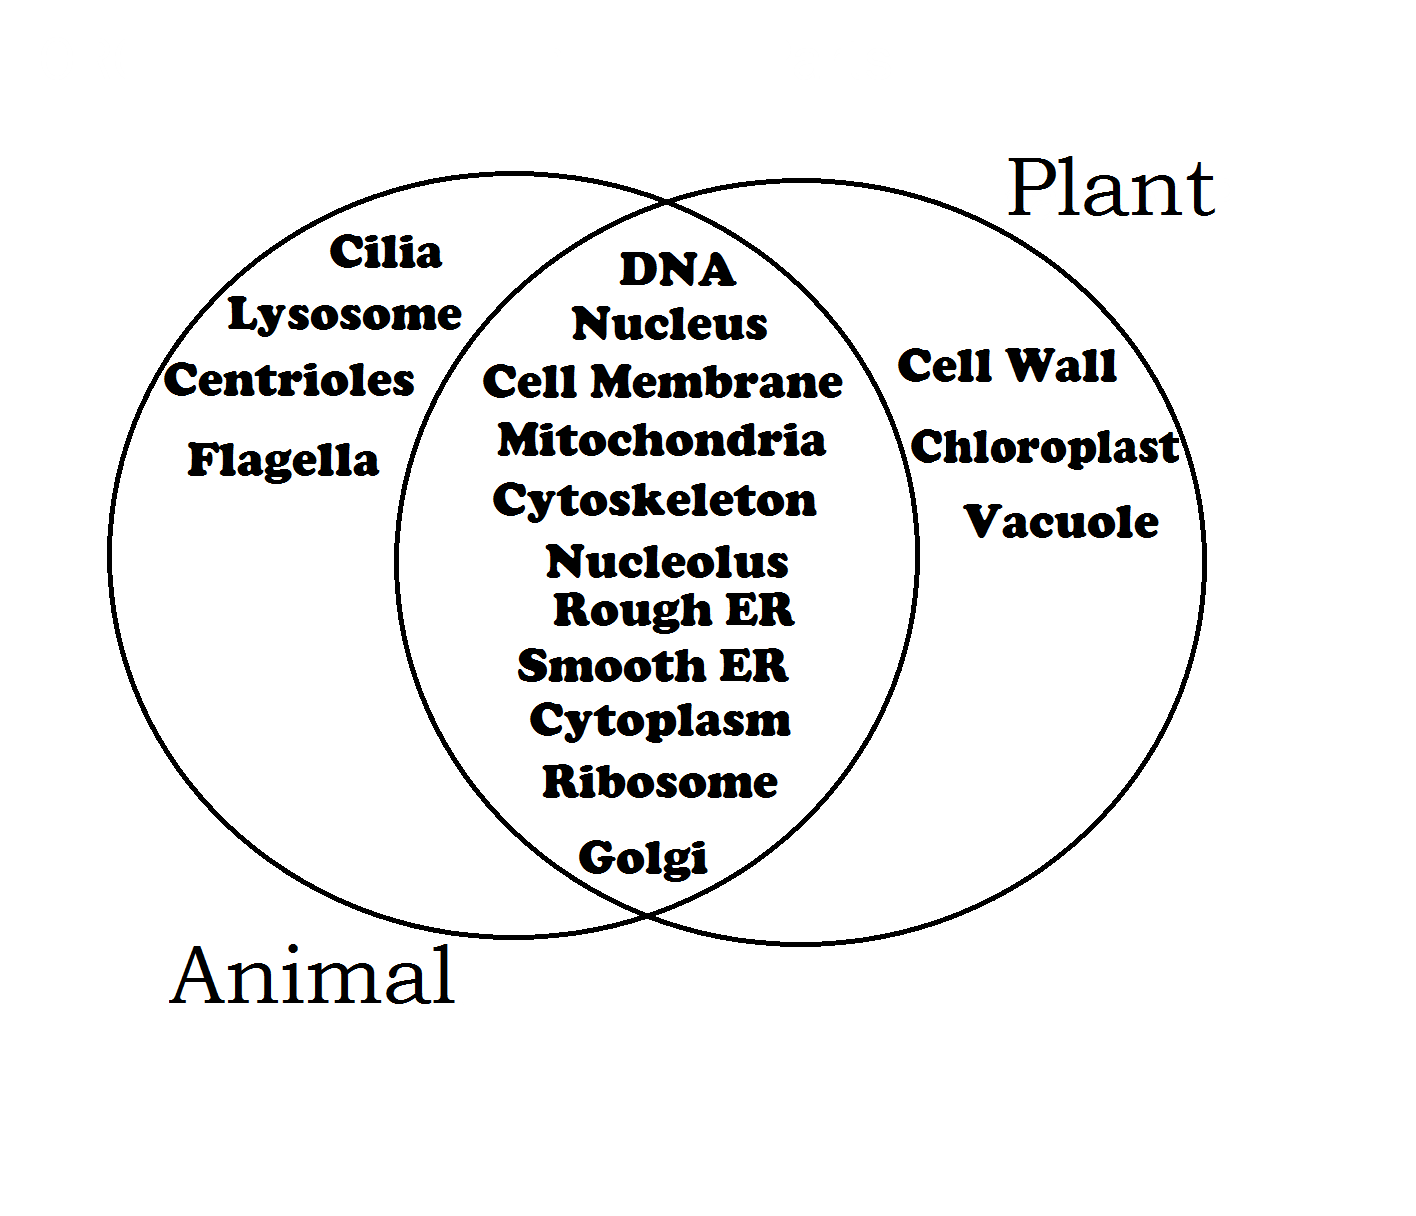 Plant
Cilia
Lysosome
Centrioles
Flagella
DNA
Nucleus
Cell Membrane
Mitochondria
Cytoskeleton
Nucleolus
Rough ER
Smooth ER
Cytoplasm
Ribosome
Golgi
Cell Wall
Chloroplast
Vacuole
Animal